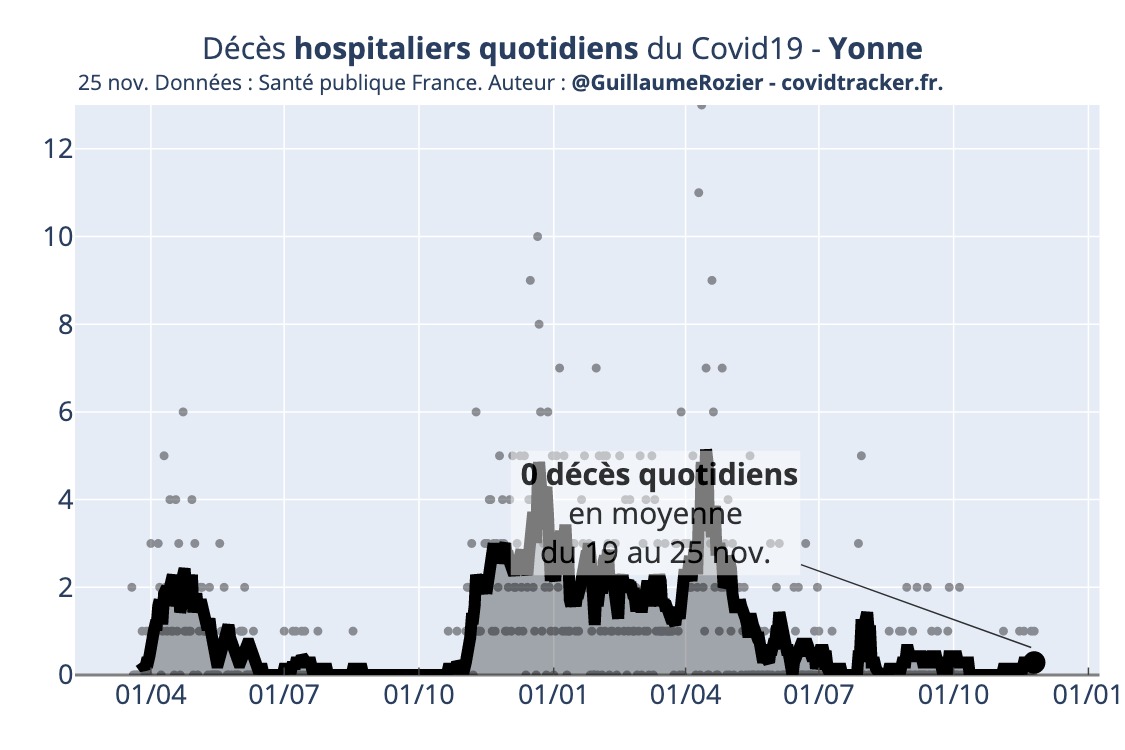 Décès hospitaliers quotidiens du Covid19 - Yonne
25 nov. Données : Santé publique France. Auteur : @GuillaumeRozier - covidtracker.fr.
12
10
8
6
4
2
0
0 décès quotidiens
en moyenne
du 19 au 25 nov.
01/04 01/07 01/10 01/01 01/04 01/07 01/10 01/01